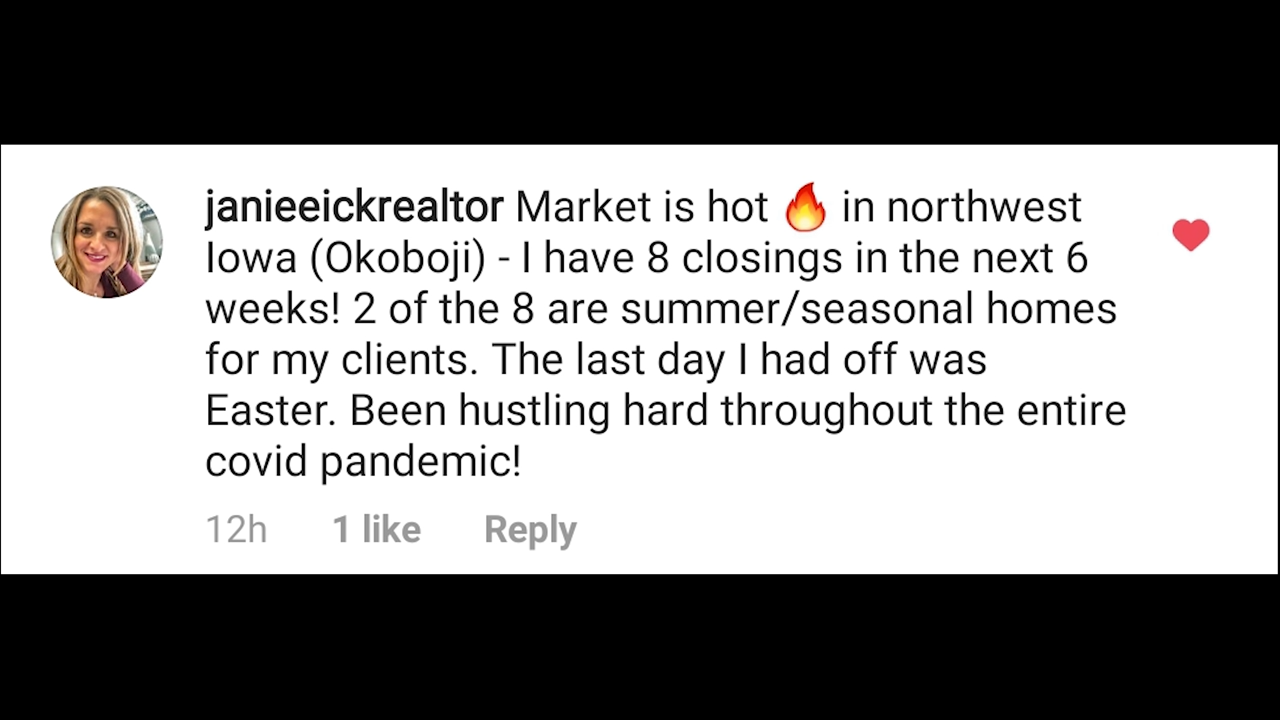 janieeickrealtor Market is hot 🔥 in northwest
Iowa (Okoboji) - I have 8 closings in the next 6
weeks! 2 of the 8 are summer/seasonal homes
for my clients. The last day I had off was
Easter. Been hustling hard throughout the entire
covid pandemic!
12h 1 like Reply